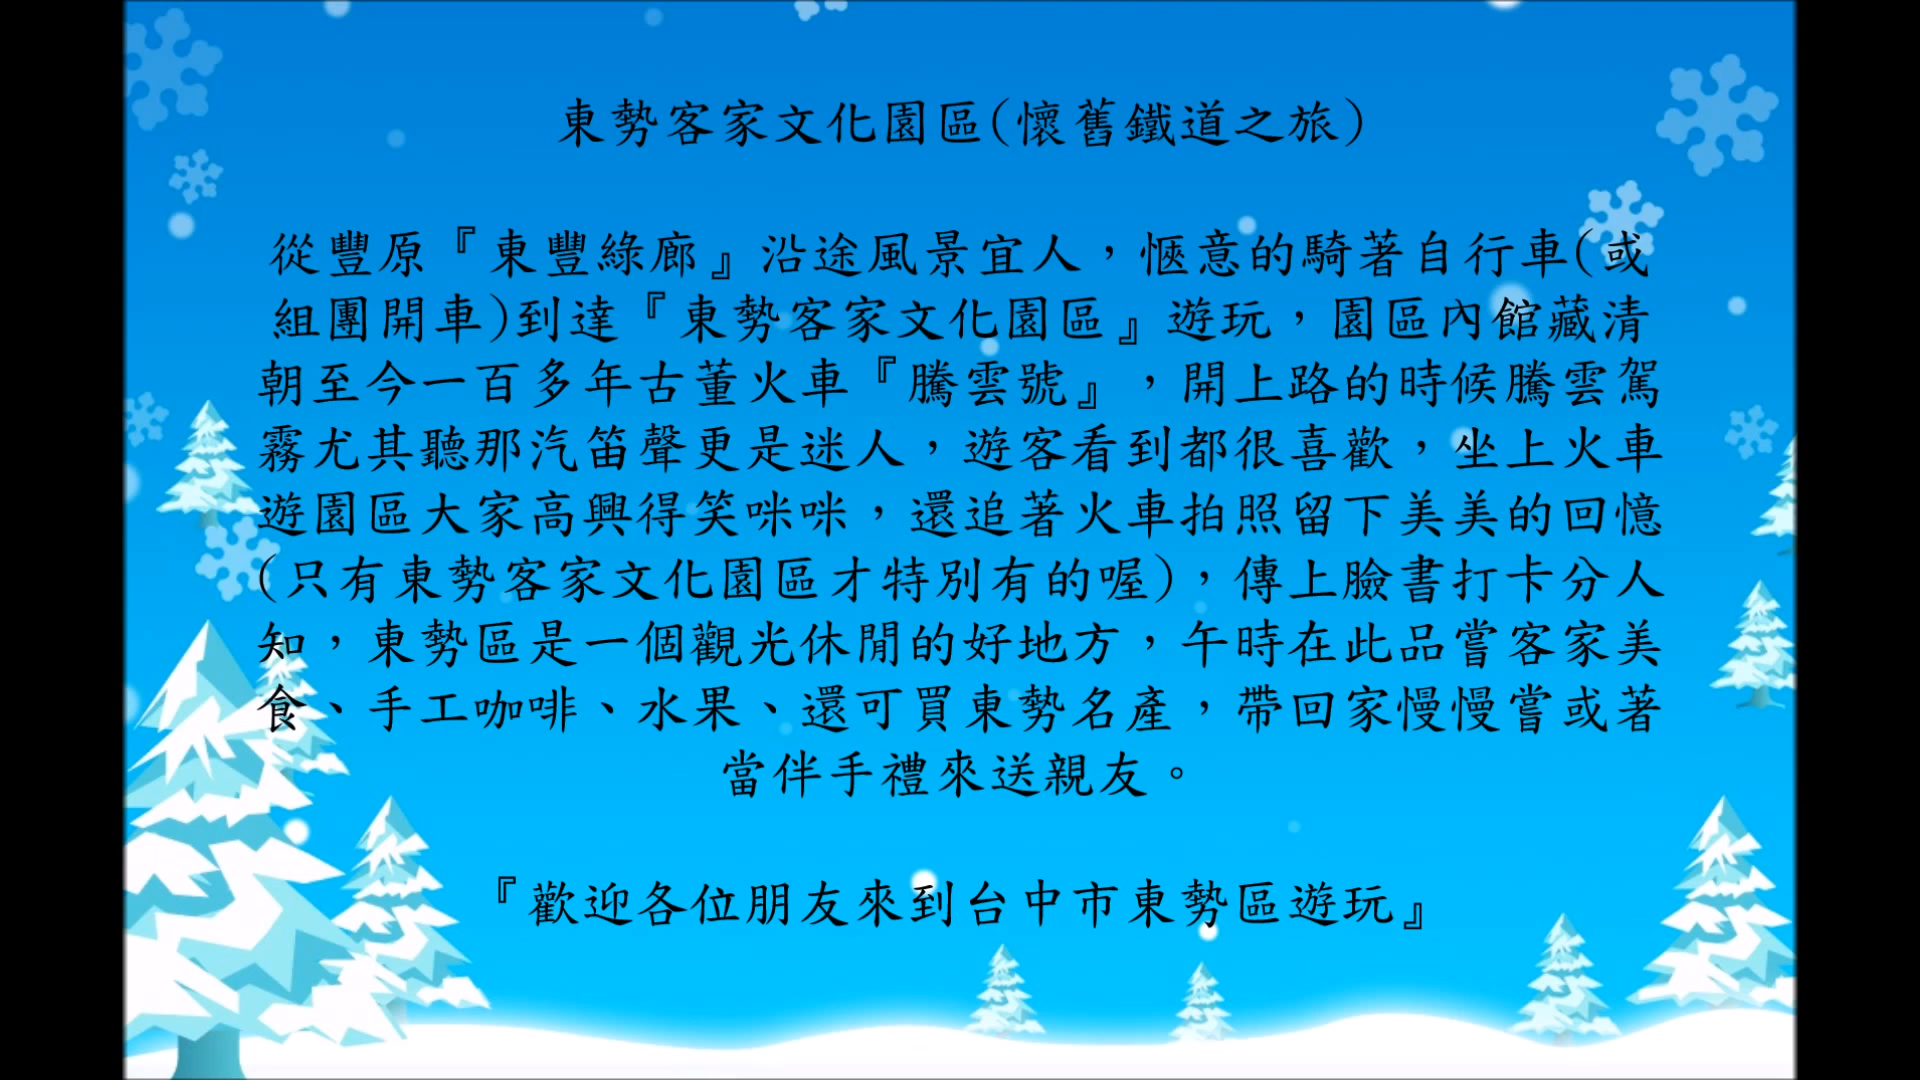 東勢客家文化園區(懷舊鐵道之旅)
從豐原『東豐綠廊』沿途風景宜人，愜意的騎著自行車(或
組團開車)到達『東勢客家文化園區』遊玩，園區內館藏清
朝至今一百多年古董火車『騰雲號』，開上路的時候騰雲駕
霧尤其聽那汽笛聲更是迷人，遊客看到都很喜歡，坐上火車
遊園區大家高興得笑咪咪，還追著火車拍照留下美美的回憶
(只有東勢客家文化園區才特別有的喔)，傳上臉書打卡分人
知，東勢區是一個觀光休閒的好地方，午時在此品嘗客家美
食、手工咖啡、水果、還可買東勢名產，帶回家慢慢嘗或著
當伴手禮來送親友。
『歡迎各位朋友來到台中市東勢區遊玩』